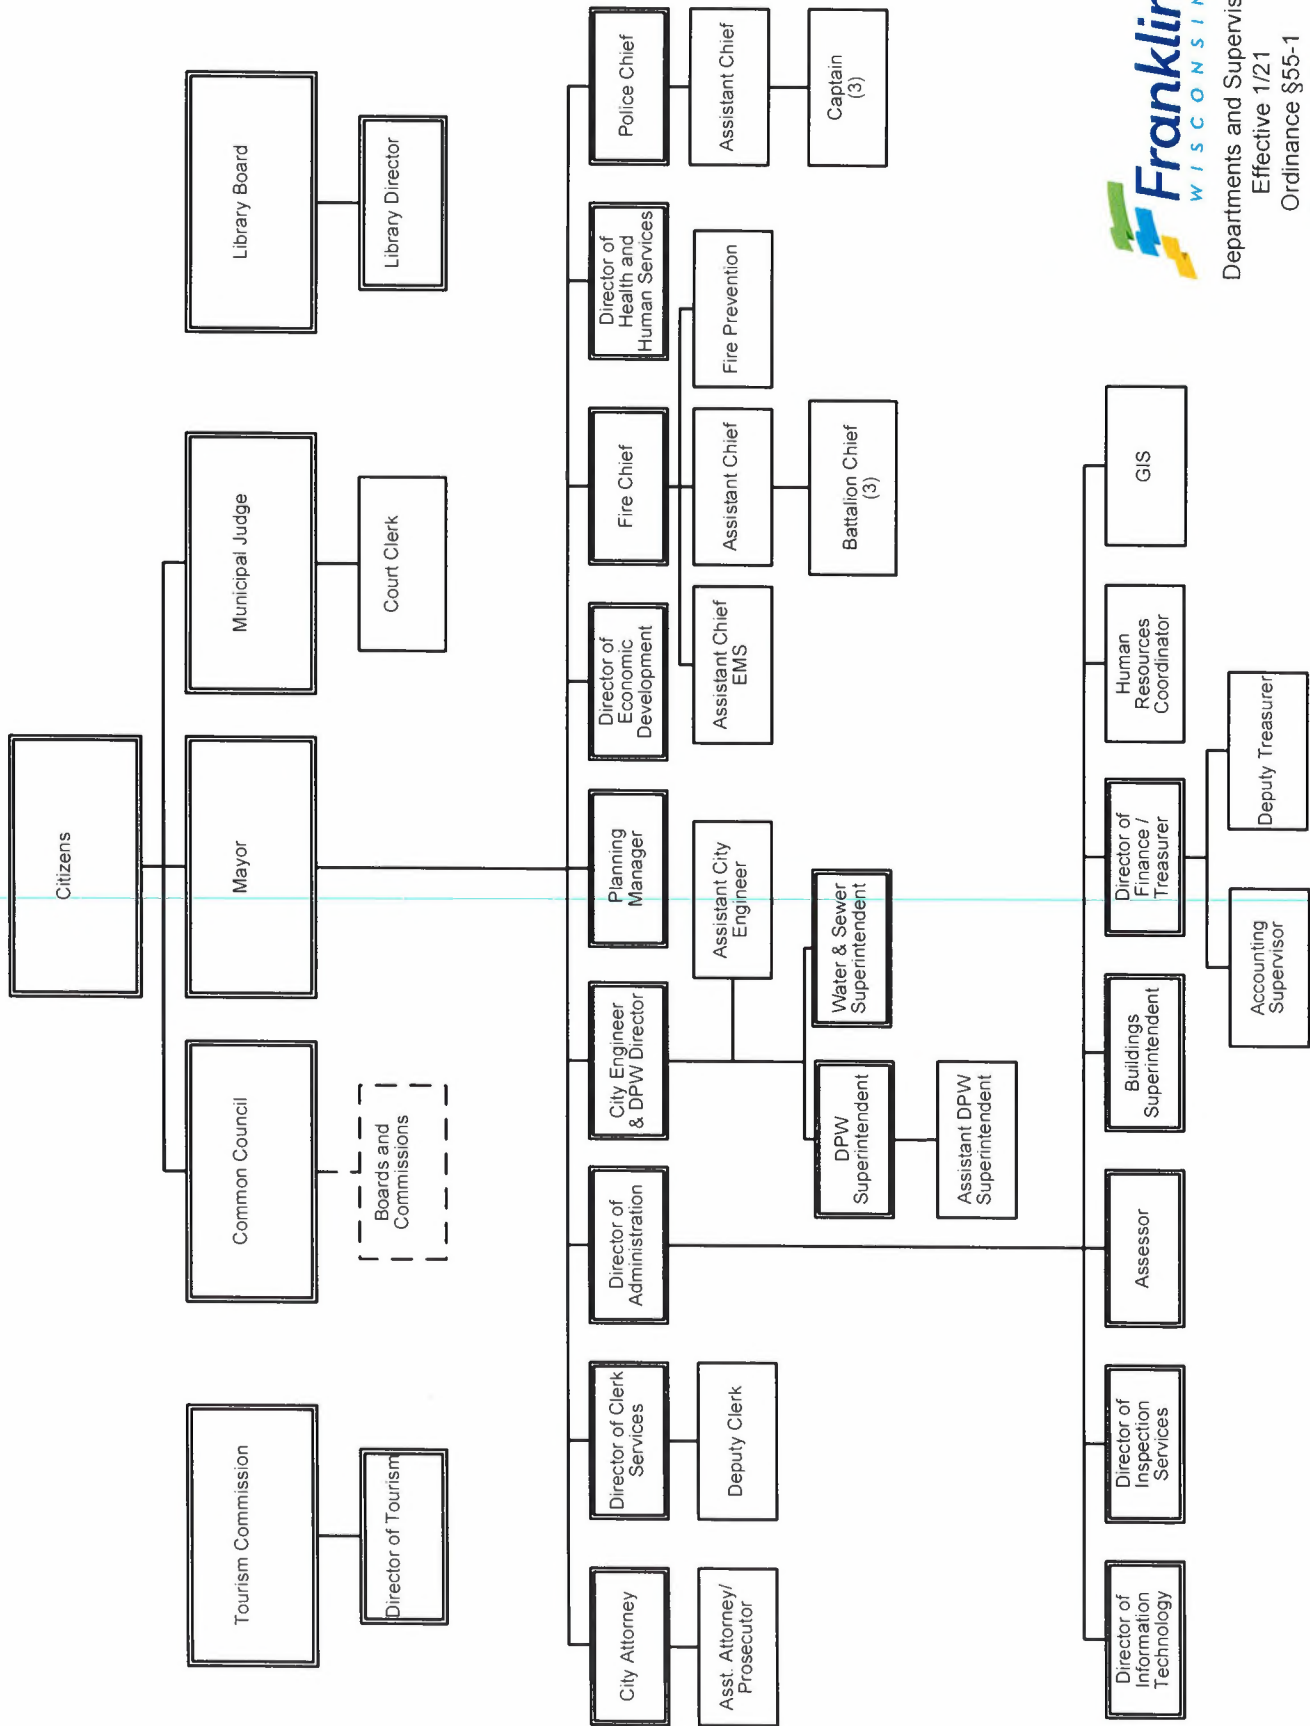 Citizens
Tourism Commission
Common Council
Mayor
Municipal Judge
Library Board
Director of Tourism
Boards and
Commissions
Court Clerk
Library Director
City Attorney
Director of Clerk
Services
Director of
Administration
City Engineer
& DPW Director
Planning
Manager
Director of
Economic
Development
Fire Chief
Director of
Health and
Human Services
Police Chief
Asst. Attorney/
Prosecutor
Deputy Clerk
Assistant City
Engineer
Assistant Chief
EMS
Assistant Chief
Fire Prevention
Assistant Chief
DPW
Superintendent
Water & Sewer
Superintendent
Battalion Chief
(3)
Captain
(3)
Assistant DPW
Superintendent
Director of
Information
Technology
Director of
Inspection
Services
Assessor
Buildings
Superintendent
Director of
Finance /
Treasurer
Human
Resources
Coordinator
GIS
Accounting
Supervisor
Deputy Treasurer
Franklin
WISCONSIN
Departments and Supervis
Effective 1/21
Ordinance §55-1